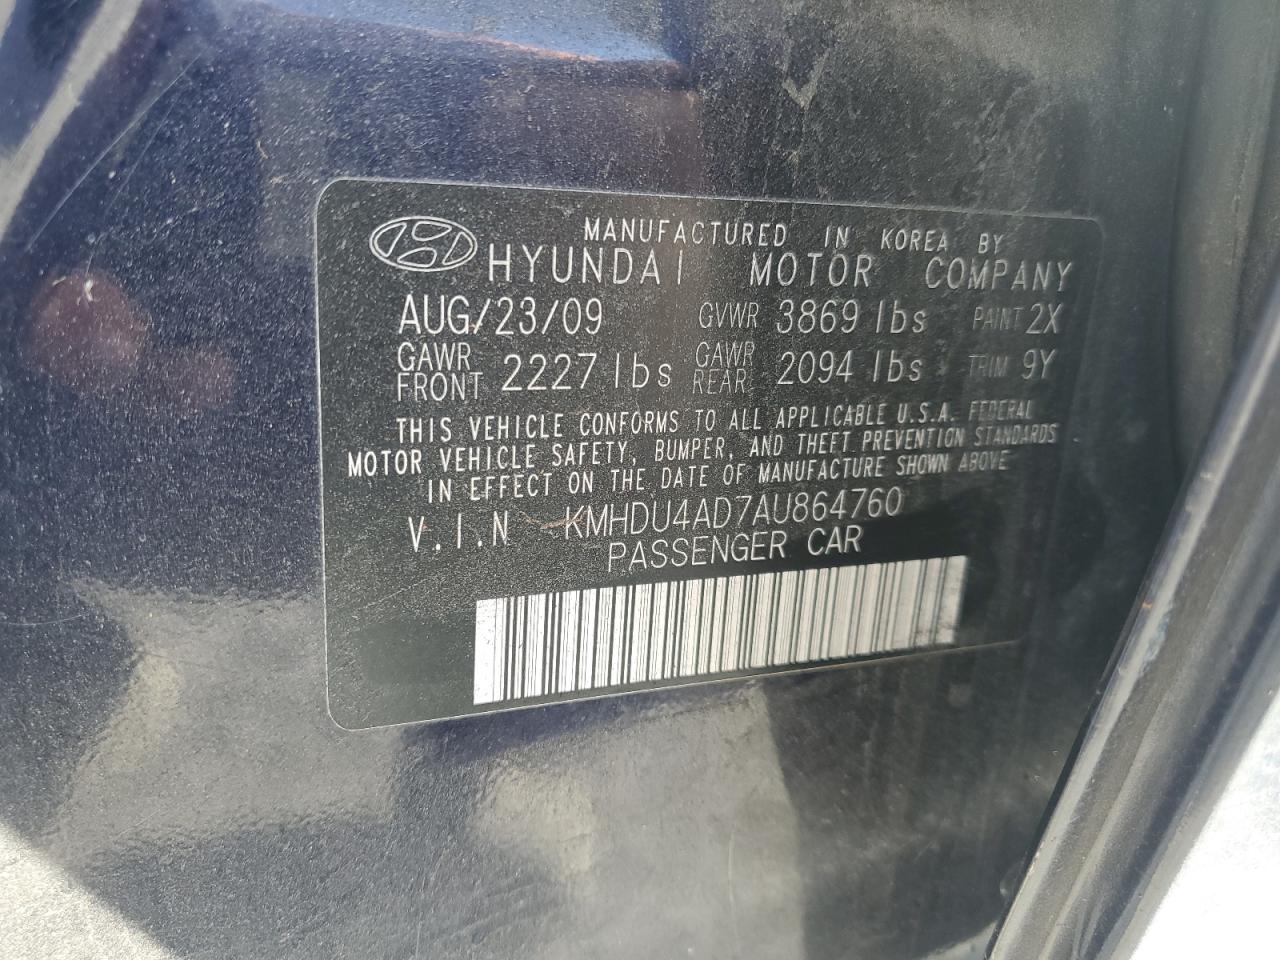 MANUFACTURED IN KOREA BY
HYUNDAI MOTOR COMPANY
AUG/23/09 GVWR 3869 lbs PAINT 2X
GAWR FRONT 2227 lbs GAWR REAR 2094 lbs TRIM 9Y
THIS VEHICLE CONFORMS TO ALL APPLICABLE U.S.A. FEDERAL
MOTOR VEHICLE SAFETY, BUMPER, AND THEFT PREVENTION STANDARDS
IN EFFECT ON THE DATE OF MANUFACTURE SHOWN ABOVE
V.I.N KMHDU4AD7AU864760
PASSENGER CAR